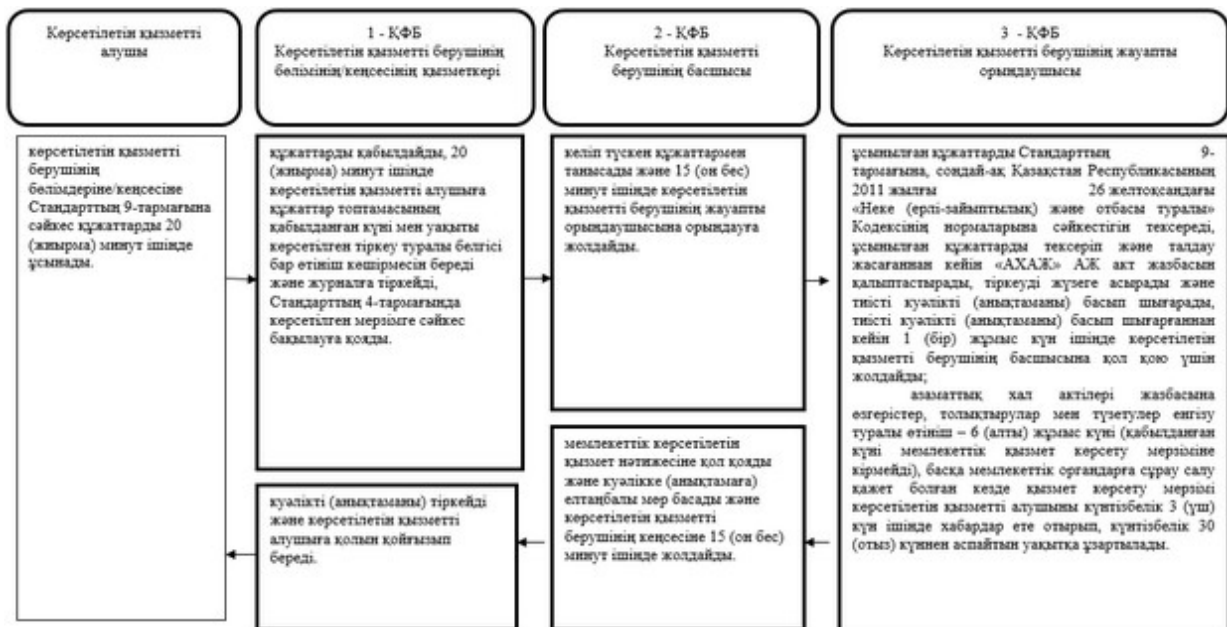 Көрсетілетін қызметті
алушы
1 - ҚФБ
Көрсетілетін қызметті берушінің
бөлімінің/кеңсесінің қызметкері
2 - ҚФБ
Көрсетілетін қызметті
берушінің басшысы
3 - ҚФБ
Көрсетілетін қызметті берушінің жауапты
орындаушысы
көрсетілетін қызметті
берушінің
бөлімдеріне/кеңсесіне
Стандарттың 9-тармағына
сәйкес құжаттарды 20
(жиырма) минут ішінде
ұсынады.
құжаттарды қабылдайды, 20
(жиырма) минут ішінде
көрсетілетін қызметті алушыға
құжаттар топтамасының
қабылданған күні мен уақыты
көрсетілген тіркеу туралы белгісі
бар өтініш көшірмесін береді
және журналға тіркейді,
Стандарттың 4-тармағында
көрсетілген мерзімге сәйкес
бақылауға қояды.
келіп түскен құжаттармен
танысады және 15 (он бес)
минут ішінде көрсетілетін
қызметті берушінің жауапты
орындаушысына орындауға
жолдайды.
ұсынылған құжаттарды Стандарттың 9-
тармағына, сондай-ақ Қазақстан Республикасының
2011 жылғы 26 желтоқсандағы
«Неке (ерлі-зайыптылық) және отбасы туралы»
Кодексінің нормаларына сәйкестігін тексереді,
ұсынылған құжаттарды тексеріп және талдау
жасағаннан кейін «АХАЖ» АЖ акт жазбасын
қалыптастырады, тіркеуді жүзеге асырады және
тиісті куәлікті (анықтаманы) басып шығарады,
тиісті куәлікті (анықтаманы) басып шығарғаннан
кейін 1 (бір) жұмыс күн ішінде көрсетілетін
қызметті берушінің басшысына қол қою үшін
жолдайды;
азаматтық хал актілері жазбасына
өзгерістер, толықтырулар мен түзетулер енгізу
туралы өтініш – 6 (алты) жұмыс күні (қабылданған
күні мемлекеттік қызмет көрсету мерзіміне
кірмейді), басқа мемлекеттік органдарға сұрау салу
қажет болған кезде қызмет көрсету мерзімі
көрсетілетін қызметті алушыны күнтізбелік 3 (үш)
күн ішінде хабардар ете отырып, күнтізбелік 30
(отыз) күннен аспайтын уақытқа ұзартылады.
мемлекеттік көрсетілетін
қызмет нәтижесіне қол қояды
және куәлікке (анықтамаға)
елтаңбалы мөр басады және
көрсетілетін қызметті
берушінің кеңсесіне 15 (он бес)
минут ішінде жолдайды.
куәлікті (анықтаманы) тіркейді
және көрсетілетін қызметті
алушыға қолын қойғызып
береді.